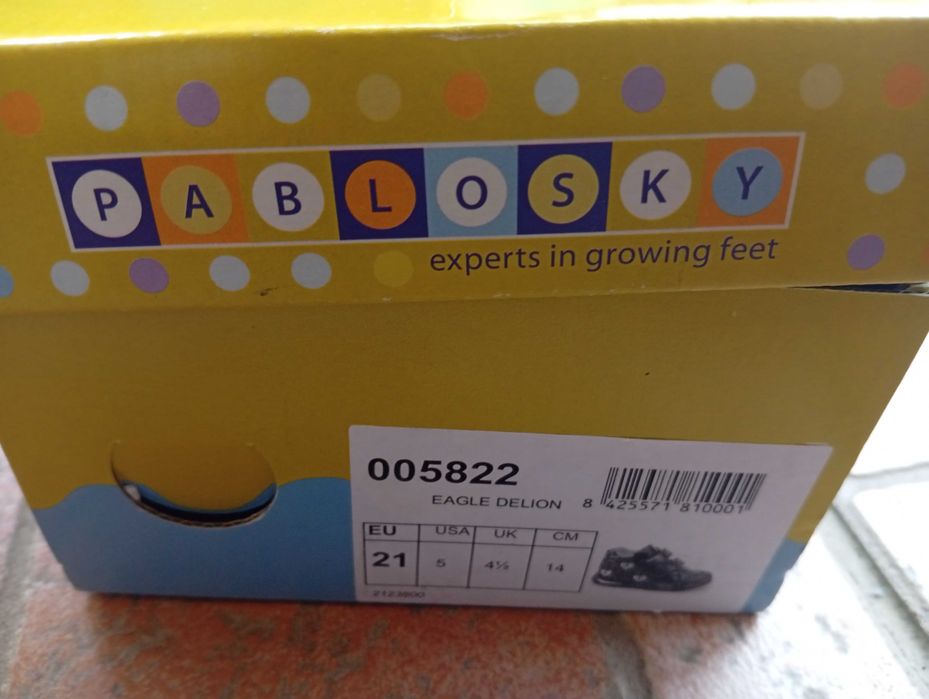 PABLOSKY
experts in growing feet
005822
EAGLE DELION
8 425571 810001
EU USA UK CM
21 5 4½ 14
2123800